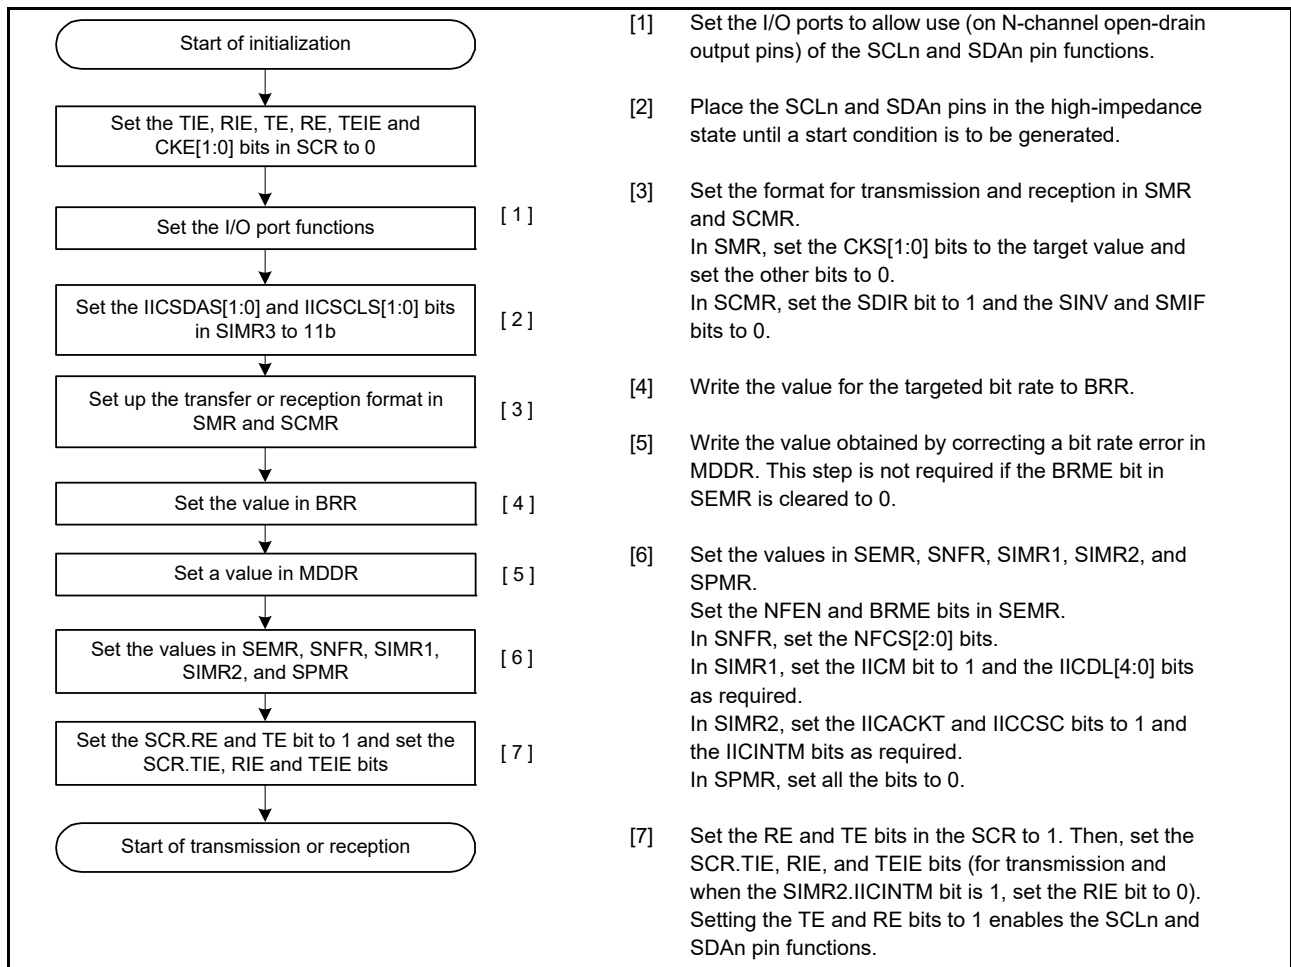 Start of initialization
Set the TIE, RIE, TE, RE, TEIE and
CKE[1:0] bits in SCR to 0
Set the I/O port functions
[ 1 ]
Set the IICSDAS[1:0] and IICSCLS[1:0] bits
in SIMR3 to 11b
[ 2 ]
Set up the transfer or reception format in
SMR and SCMR
[ 3 ]
Set the value in BRR
[ 4 ]
Set a value in MDDR
[ 5 ]
Set the values in SEMR, SNFR, SIMR1,
SIMR2, and SPMR
[ 6 ]
Set the SCR.RE and TE bit to 1 and set the
SCR.TIE, RIE and TEIE bits
[ 7 ]
Start of transmission or reception
[1] Set the I/O ports to allow use (on N-channel open-drain
output pins) of the SCLn and SDAn pin functions.
[2] Place the SCLn and SDAn pins in the high-impedance
state until a start condition is to be generated.
[3] Set the format for transmission and reception in SMR
and SCMR.
In SMR, set the CKS[1:0] bits to the target value and
set the other bits to 0.
In SCMR, set the SDIR bit to 1 and the SINV and SMIF
bits to 0.
[4] Write the value for the targeted bit rate to BRR.
[5] Write the value obtained by correcting a bit rate error in
MDDR. This step is not required if the BRME bit in
SEMR is cleared to 0.
[6] Set the values in SEMR, SNFR, SIMR1, SIMR2, and
SPMR.
Set the NFEN and BRME bits in SEMR.
In SNFR, set the NFCS[2:0] bits.
In SIMR1, set the IICM bit to 1 and the IICDL[4:0] bits
as required.
In SIMR2, set the IICACKT and IICCSC bits to 1 and
the IICINTM bits as required.
In SPMR, set all the bits to 0.
[7] Set the RE and TE bits in the SCR to 1. Then, set the
SCR.TIE, RIE, and TEIE bits (for transmission and
when the SIMR2.IICINTM bit is 1, set the RIE bit to 0).
Setting the TE and RE bits to 1 enables the SCLn and
SDAn pin functions.